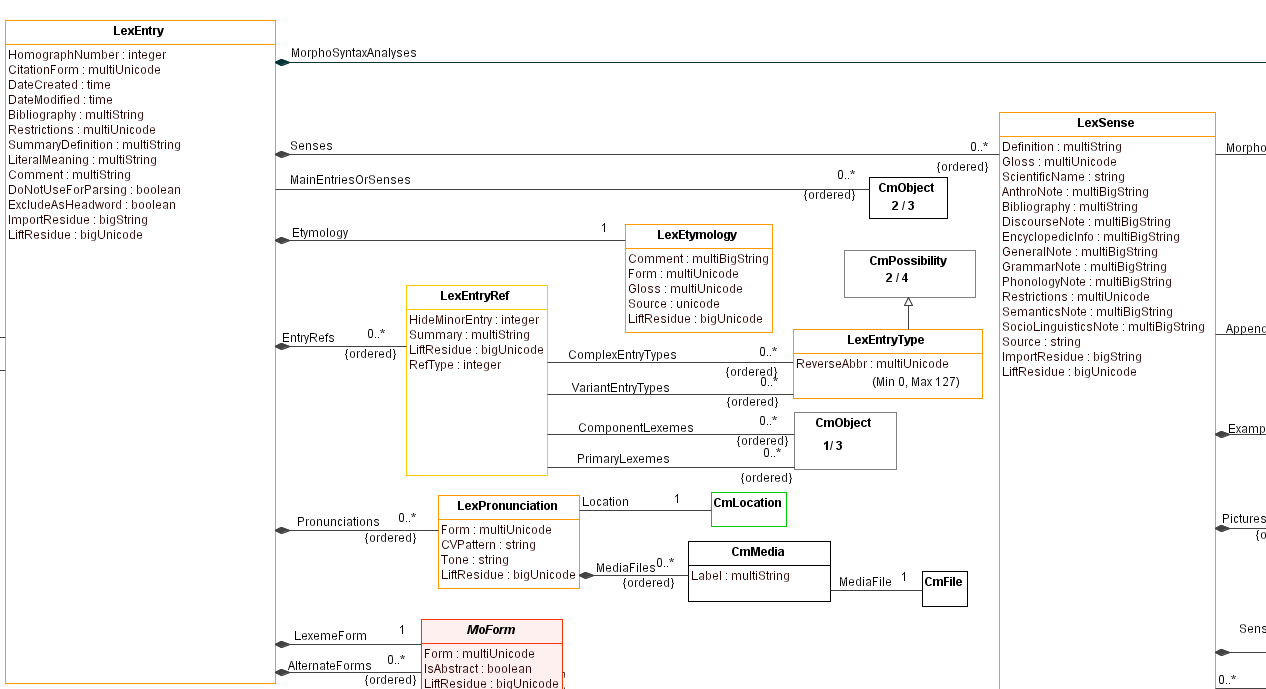 LexEntry
HomographNumber : integer
CitationForm : multiUnicode
DateCreated : time
DateModified : time
Bibliography : multiString
Restrictions : multiUnicode
SummaryDefinition : multiString
LiteralMeaning : multiString
Comment : multiString
DoNotUseForParsing : boolean
ExcludeAsHeadword : boolean
ImportResidue : bigString
LiftResidue : bigUnicode
MorphoSyntaxAnalyses
Senses
0..*
{ordered}
MainEntriesOrSenses
0..*
{ordered}
CmObject
2 / 3
Etymology
1
LexEtymology
Comment : multiBigString
Form : multiUnicode
Gloss : multiUnicode
Source : unicode
LiftResidue : bigUnicode
CmPossibility
2 / 4
EntryRefs
0..*
{ordered}
LexEntryRef
HideMinorEntry : integer
Summary : multiString
LiftResidue : bigUnicode
RefType : integer
ComplexEntryTypes
0..*
{ordered}
VariantEntryTypes
0..*
{ordered}
LexEntryType
ReverseAbbr : multiUnicode
(Min 0, Max 127)
ComponentLexemes
0..*
{ordered}
PrimaryLexemes
0..*
{ordered}
CmObject
1/ 3
Pronunciations
0..*
{ordered}
LexPronunciation
Form : multiUnicode
CVPattern : string
Tone : string
LiftResidue : bigUnicode
Location
1
CmLocation
MediaFiles
0..*
{ordered}
CmMedia
Label : multiString
MediaFile
1
CmFile
LexemeForm
1
AlternateForms
0..*
{ordered}
MoForm
Form : multiUnicode
IsAbstract : boolean
LiftResidue : bigUnicode
LexSense
Definition : multiString
Gloss : multiUnicode
ScientificName : string
AnthroNote : multiBigString
Bibliography : multiString
DiscourseNote : multiBigString
EncyclopedicInfo : multiBigString
GeneralNote : multiBigString
GrammarNote : multiBigString
PhonologyNote : multiBigString
Restrictions : multiUnicode
SemanticsNote : multiBigString
SocioLinguisticsNote : multiBigString
Source : string
ImportResidue : bigString
LiftResidue : bigUnicode
Morpho
Append
Examp
Pictures
{o
Sens
0..*